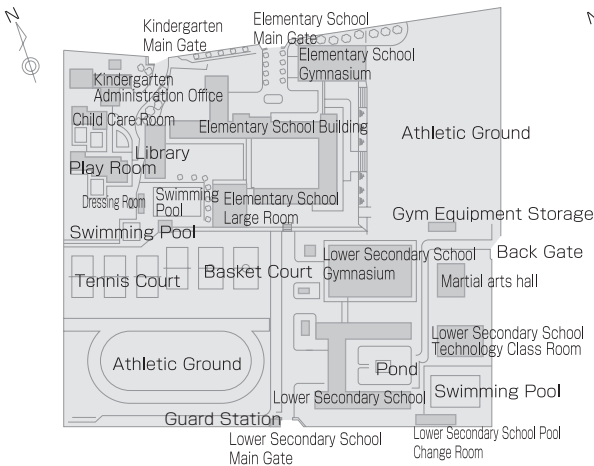 N
Kindergarten
Main Gate
Elementary School
Main Gate
Elementary School
Gymnasium
Kindergarten
Administration Office
Child Care Room
Elementary School Building
Athletic Ground
Library
Play Room
Dressing Room
Swimming
Pool
Elementary School
Large Room
Gym Equipment Storage
Swimming Pool
Back Gate
Tennis Court
Basket Court
Lower Secondary School
Gymnasium
Martial arts hall
Lower Secondary School
Technology Class Room
Athletic Ground
Pond
Swimming Pool
Lower Secondary School
Guard Station
Lower Secondary School
Main Gate
Lower Secondary School Pool
Change Room